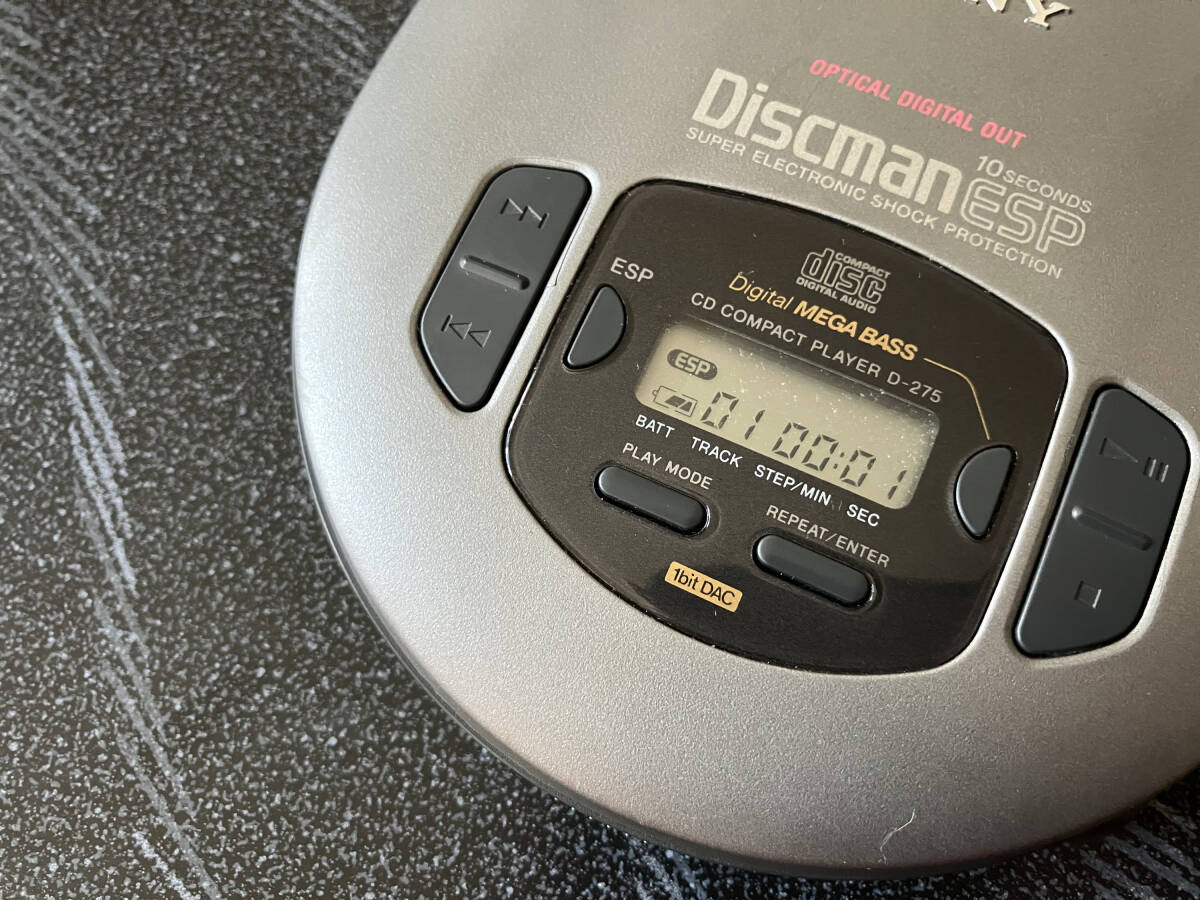 OPTICAL DIGITAL OUT
Discman
10 SECONDS
ESP
SUPER ELECTRONIC SHOCK PROTECTION
COMPACT
disc
DIGITAL AUDIO
ESP
Digital MEGA BASS
CD COMPACT PLAYER D-275
ESP
01 00:01
BATT TRACK STEP/MIN SEC
PLAY MODE
REPEAT/ENTER
1bit DAC